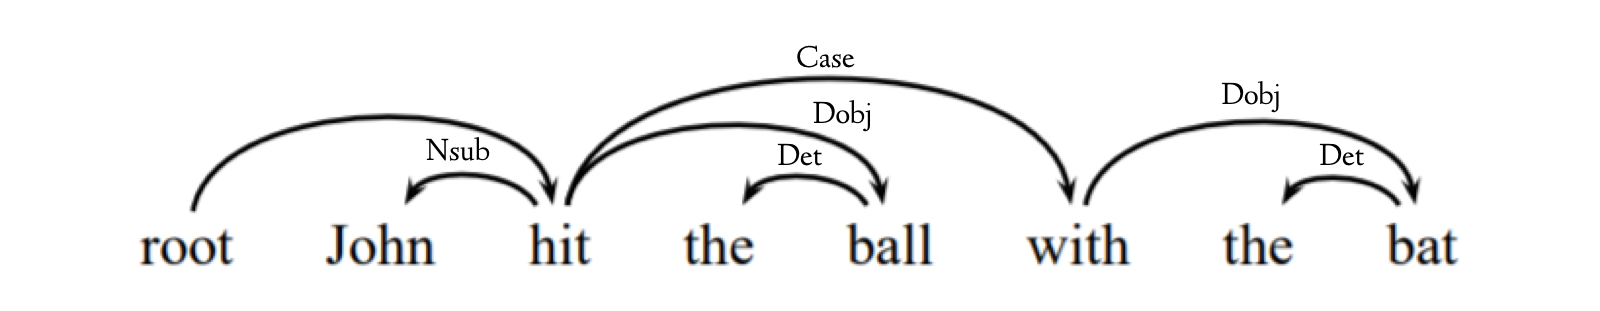 Case
Dobj
Dobj
Nsub
Det
Det
root John hit the ball with the bat